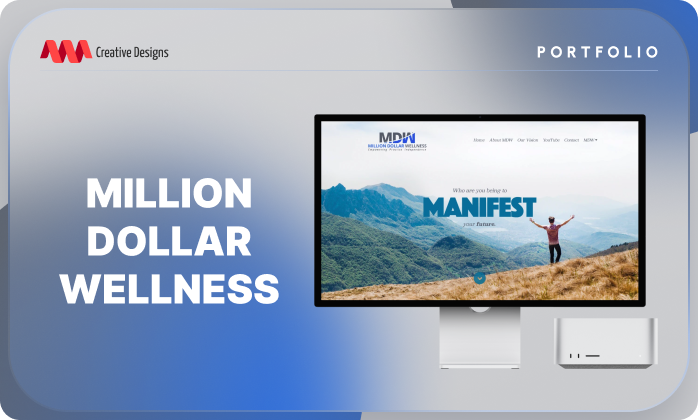 Creative Designs
PORTFOLIO
MILLION
DOLLAR
WELLNESS
MDW
MILLION DOLLAR WELLNESS
Home About MDW Our Vision YouTube Contact MDW
Who are you being to
MANIFEST
your future.